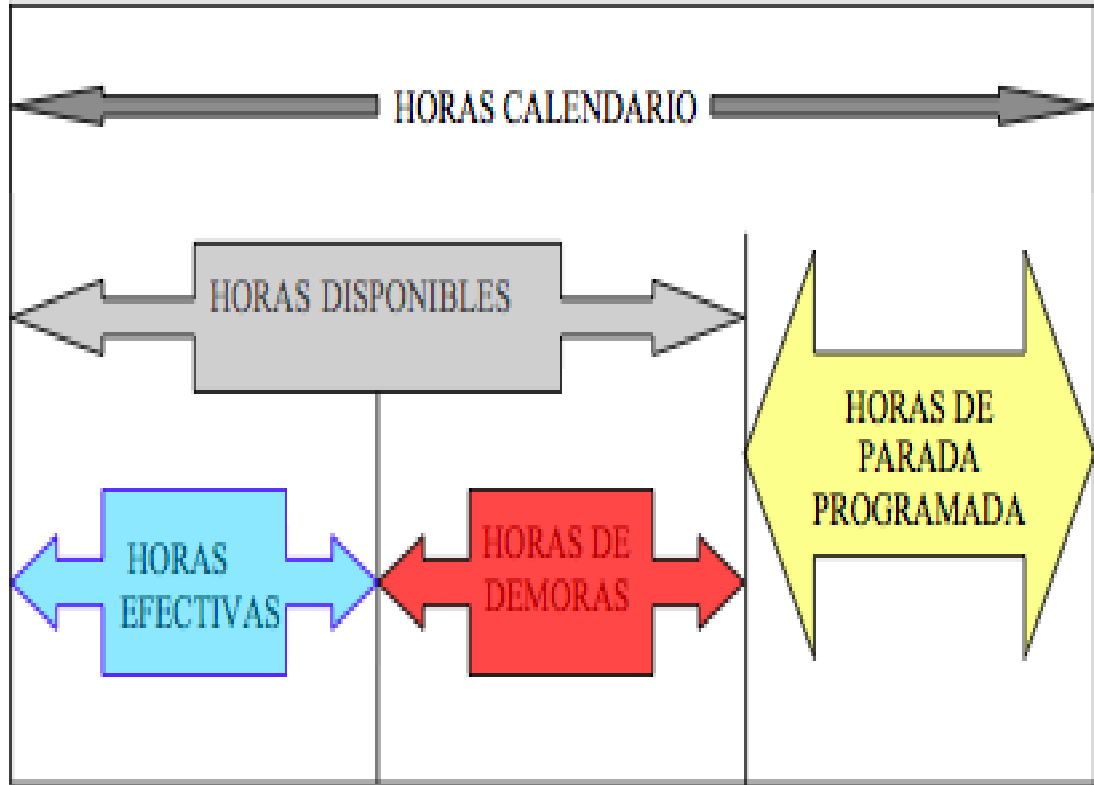 HORAS CALENDARIO
HORAS DISPONIBLES
HORAS DE
PARADA
PROGRAMADA
HORAS
EFECTIVAS
HORAS DE
DEMORAS